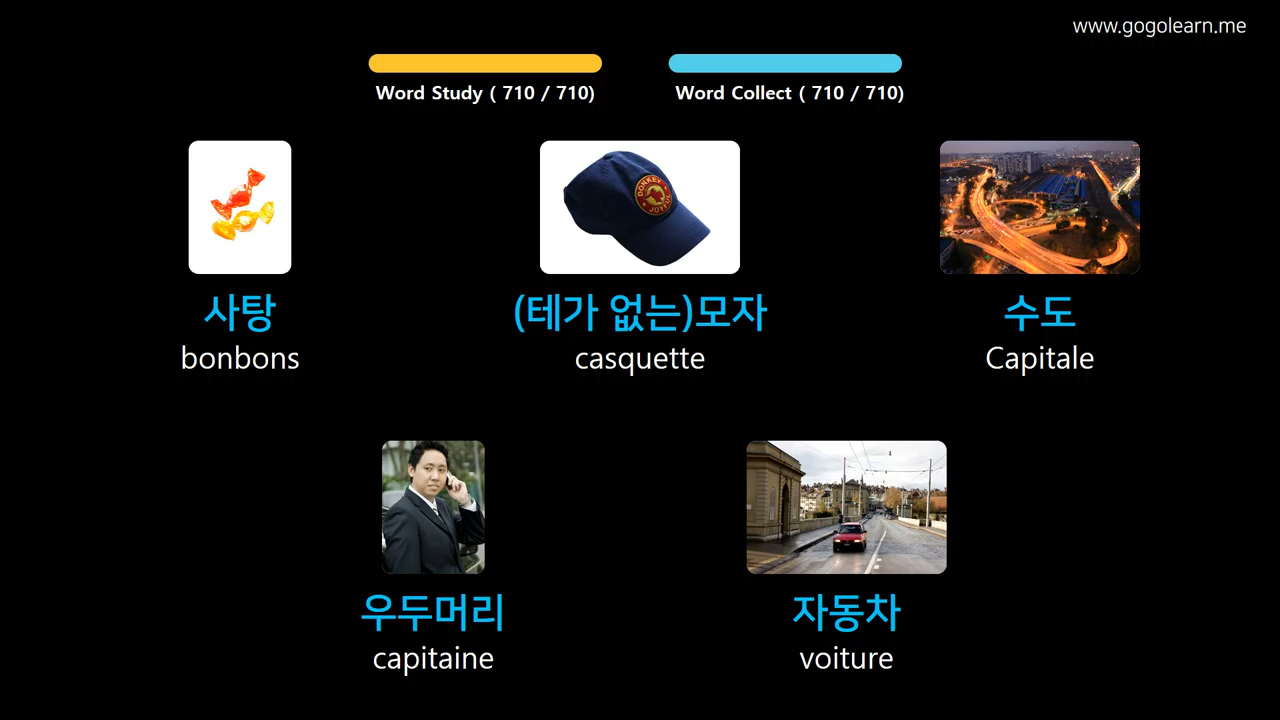 www.gogolearn.me
Word Study ( 710 / 710)
Word Collect ( 710 / 710)
DONKEY
사탕
(테가 없는)모자
수도
bonbons
casquette
Capitale
우두머리
자동차
capitaine
voiture